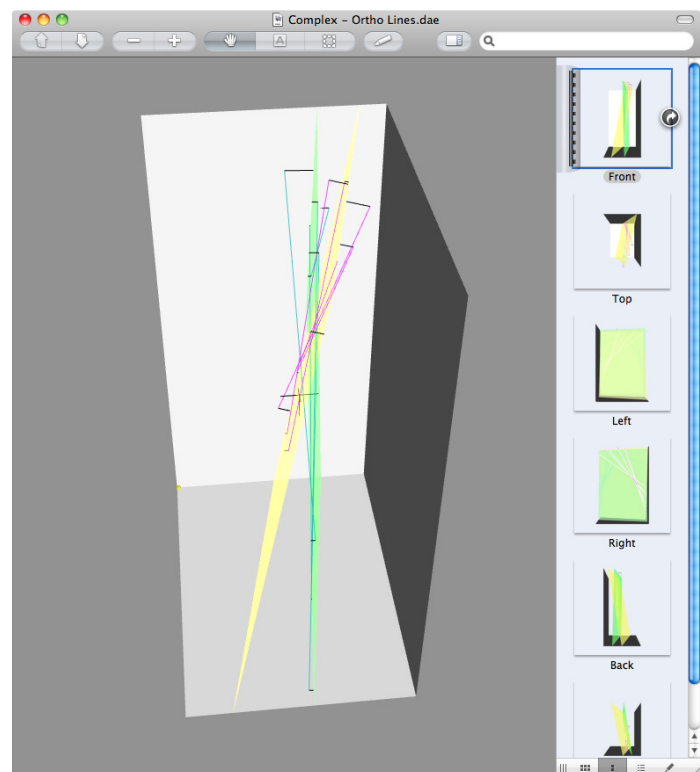 Complex – Ortho Lines.dae
A
Front
Top
Left
Right
Back